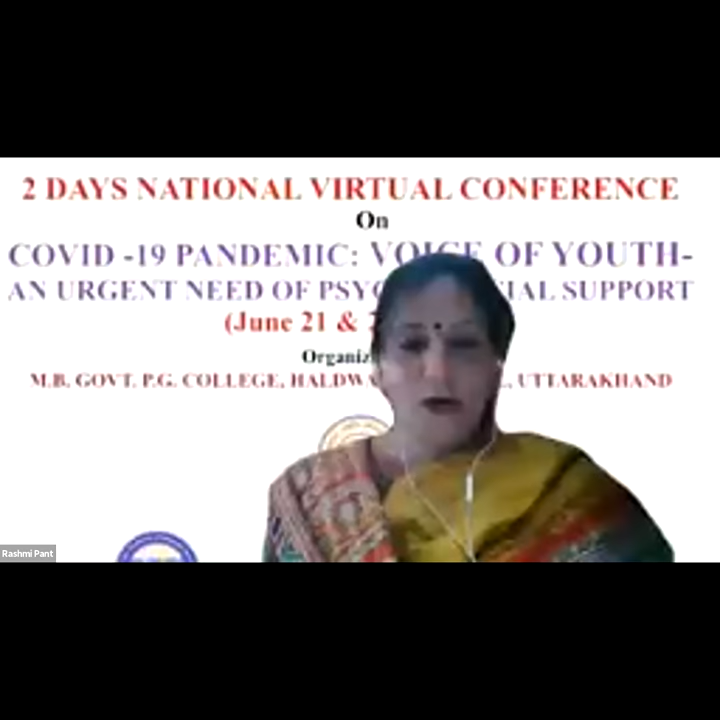 2 DAYS NATIONAL VIRTUAL CONFERENCE
On
COVID -19 PANDEMIC: VOICE OF YOUTH-
AN URGENT NEED OF SUPPORT
(June 21 &
M.B. GOVT. P.G. COLLEGE, UTTARAKHAND
Rashmi Pant